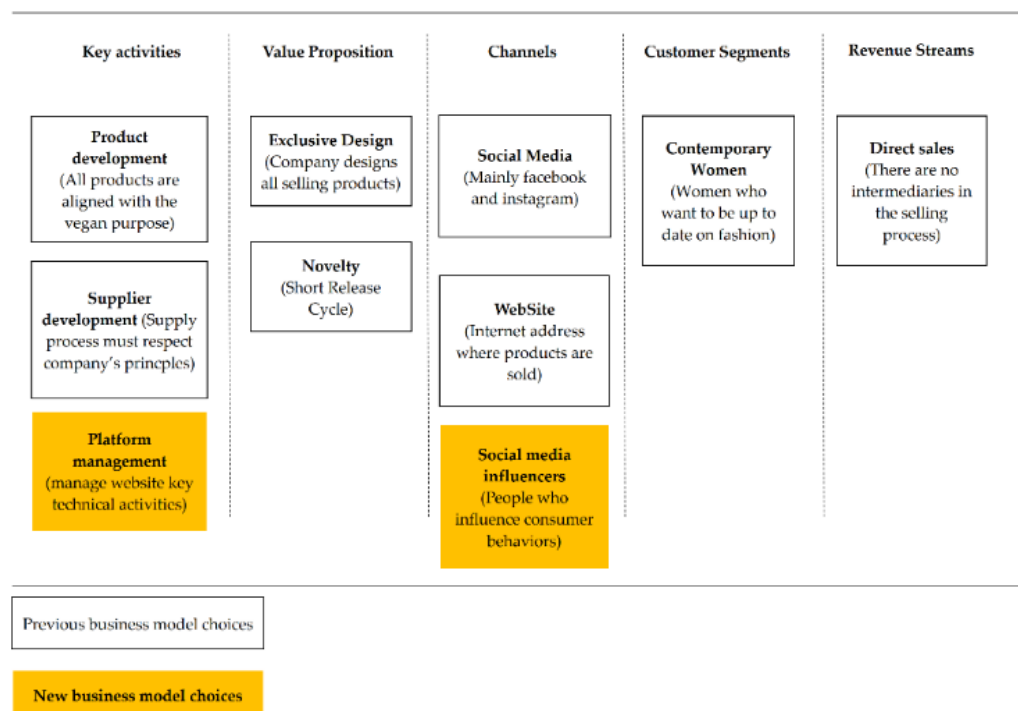 Key activities
Value Proposition
Channels
Customer Segments
Revenue Streams
Product
development
(All products are
aligned with the
vegan purpose)
Supplier
development (Supply
process must respect
company's princples)
Platform
management
(manage website key
technical activities)
Exclusive Design
(Company designs
all selling products)
Novelty
(Short Release
Cycle)
Social Media
(Mainly facebook
and instagram)
WebSite
(Internet address
where products are
sold)
Social media
influencers
(People who
influence consumer
behaviors)
Contemporary
Women
(Women who
want to be up to
date on fashion)
Direct sales
(There are no
intermediaries in
the selling
process)
Previous business model choices
New business model choices